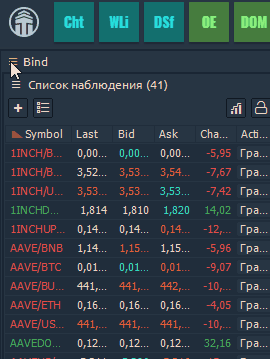 Cht WLi DSf OE DOM
Bind
Список наблюдения (41)
Symbol Last Bid Ask Cha... Acti...
1INCH/B... 0,00... 0,00... 0,00... -5,95 Гра...
1INCH/B... 3,52... 3,53... 3,54... -7,67 Гра...
1INCH/U... 3,53... 3,53... 3,53... -7,42 Гра...
1INCHD... 1,814 1,810 1,820 14,02 Гра...
1INCHUP... 0,14... 0,14... 0,14... -12,... Гра...
AAVE/BNB 1,14... 1,15... 1,15... -5,96 Гра...
AAVE/BTC 0,01... 0,01... 0,01... -9,07 Гра...
AAVE/BU... 441,... 441,... 442,... -10,... Гра...
AAVE/ETH 0,16... 0,16... 0,16... -4,05 Гра...
AAVE/US... 441,... 441,... 441,... -10,... Гра...
AAVEDO... 0,12... 0,12... 0,12... 32,16 Гра...